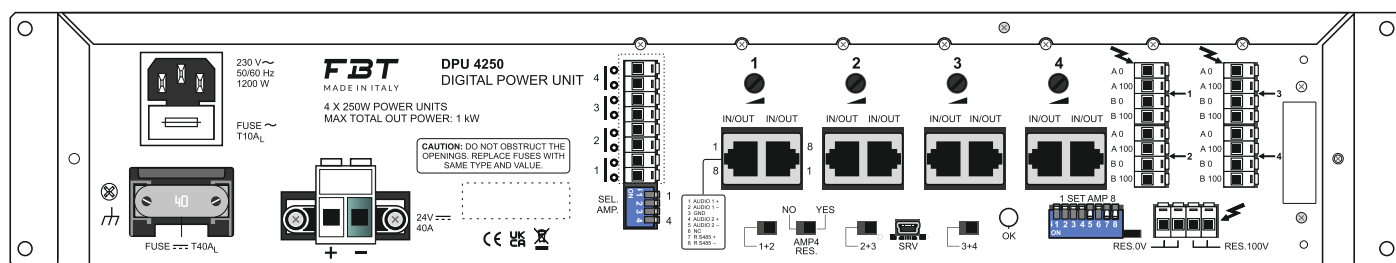 230 V~
50/60 Hz
1200 W
FUSE ~
T10AL
FUSE T40AL
40
FBT
MADE IN ITALY
DPU 4250
DIGITAL POWER UNIT
4 X 250W POWER UNITS
MAX TOTAL OUT POWER: 1 kW
CAUTION: DO NOT OBSTRUCT THE
OPENINGS. REPLACE FUSES WITH
SAME TYPE AND VALUE.
24V
40A
+ −
CE UK CA
4
3
2
1
SEL.
AMP.
ON
1 2 3 4
1
4
1 2 3 4
IN/OUT IN/OUT IN/OUT IN/OUT IN/OUT IN/OUT IN/OUT IN/OUT
1 8
8 1
1 AUDIO 1 +
2 AUDIO 1 −
3 GND
4 AUDIO 2 +
5 AUDIO 2 −
6 NC
7 R S485 +
8 R S485 −
1+2
NO YES
AMP4
RES.
2+3
SRV
3+4
OK
A 0
A 100
B 0
B 100
1
A 0
A 100
B 0
B 100
2
A 0
A 100
B 0
B 100
3
A 0
A 100
B 0
B 100
4
1 SET AMP 8
1 2 3 4 5 6 7 8
ON
RES.0V RES.100V